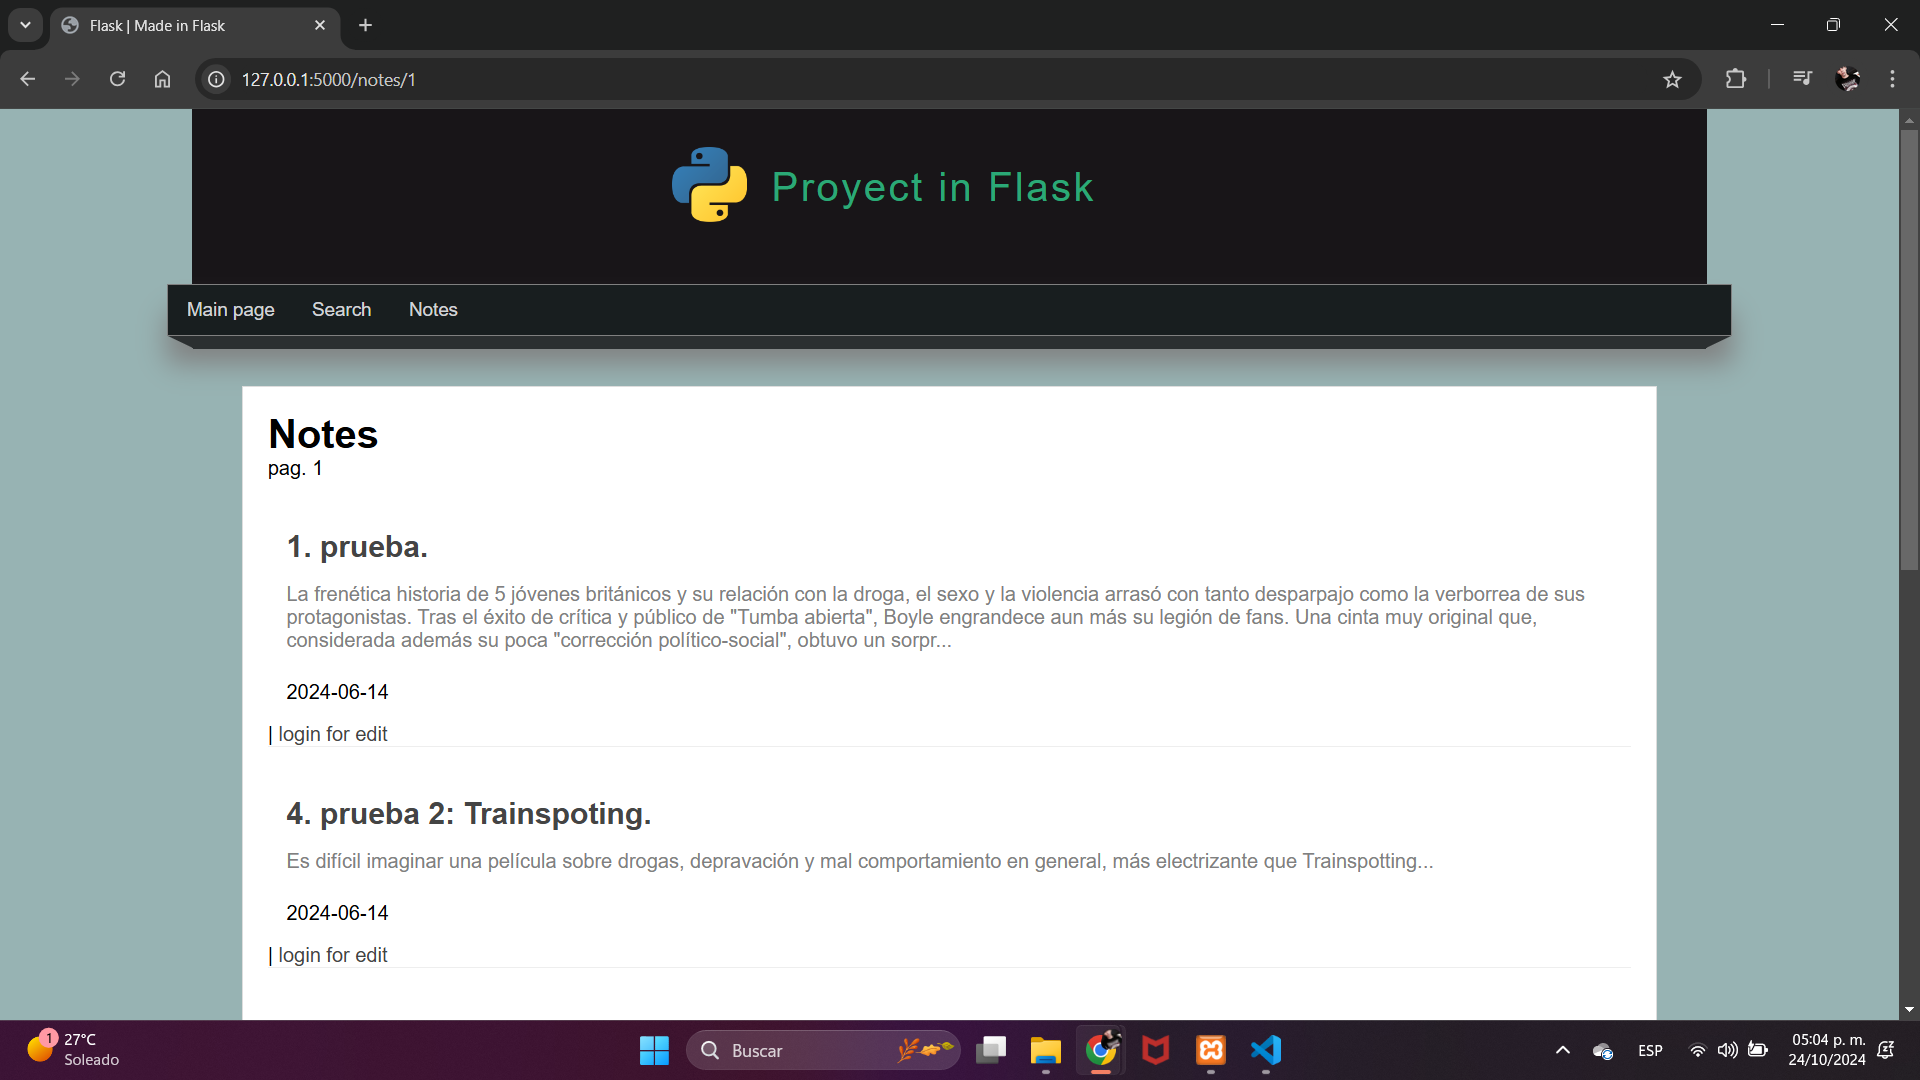 Flask | Made in Flask
127.0.0.1:5000/notes/1
Proyect in Flask
Main page Search Notes
Notes
pag. 1
1. prueba.
La frenética historia de 5 jóvenes británicos y su relación con la droga, el sexo y la violencia arrasó con tanto desparpajo como la verborrea de sus
protagonistas. Tras el éxito de crítica y público de "Tumba abierta", Boyle engrandece aun más su legión de fans. Una cinta muy original que,
considerada además su poca "corrección político-social", obtuvo un sorpr...
2024-06-14
| login for edit
4. prueba 2: Trainspoting.
Es difícil imaginar una película sobre drogas, depravación y mal comportamiento en general, más electrizante que Trainspotting...
2024-06-14
| login for edit
1
27°C
Soleado
Buscar
ESP
05:04 p. m.
24/10/2024